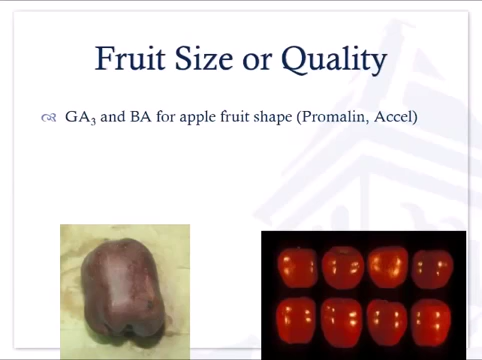 Fruit Size or Quality
GA₃ and BA for apple fruit shape (Promalin, Accel)